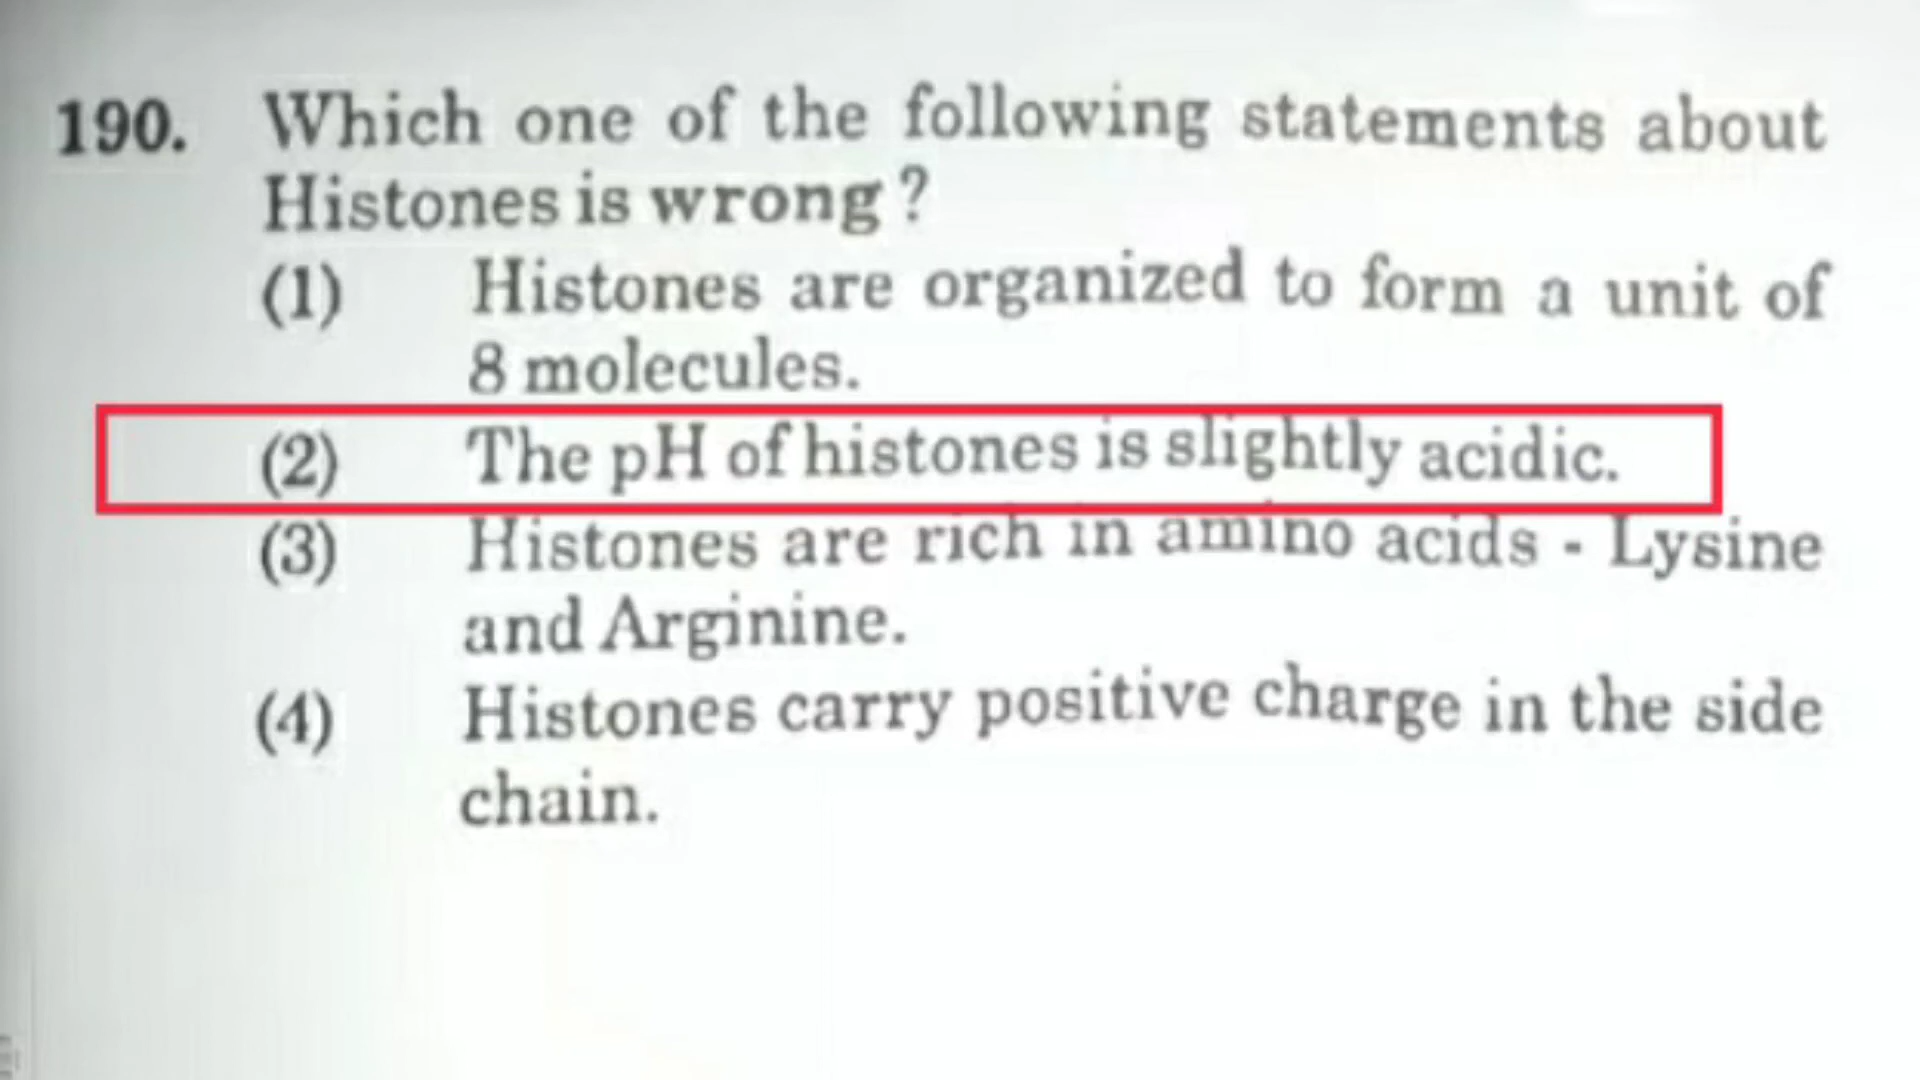 190. Which one of the following statements about
Histones is wrong ?
(1) Histones are organized to form a unit of
8 molecules.
(2) The pH of histones is slightly acidic.
(3) Histones are rich in amino acids - Lysine
and Arginine.
(4) Histones carry positive charge in the side
chain.